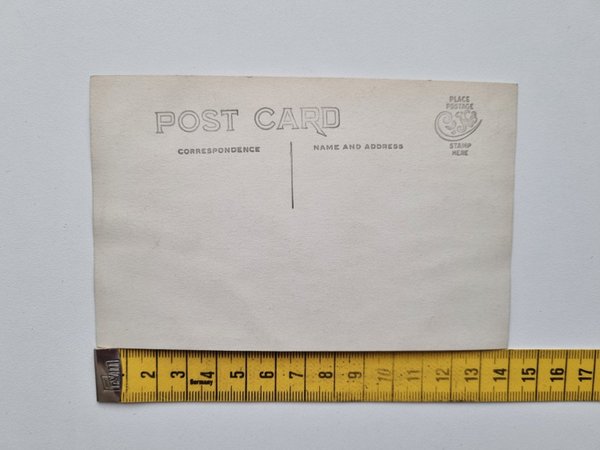 PLACE
POSTAGE
STAMP
HERE
POST CARD
CORRESPONDENCE
NAME AND ADDRESS
2 3 4 5 6 7 8 9 10 11 12 13 14 15 16 17
Germany